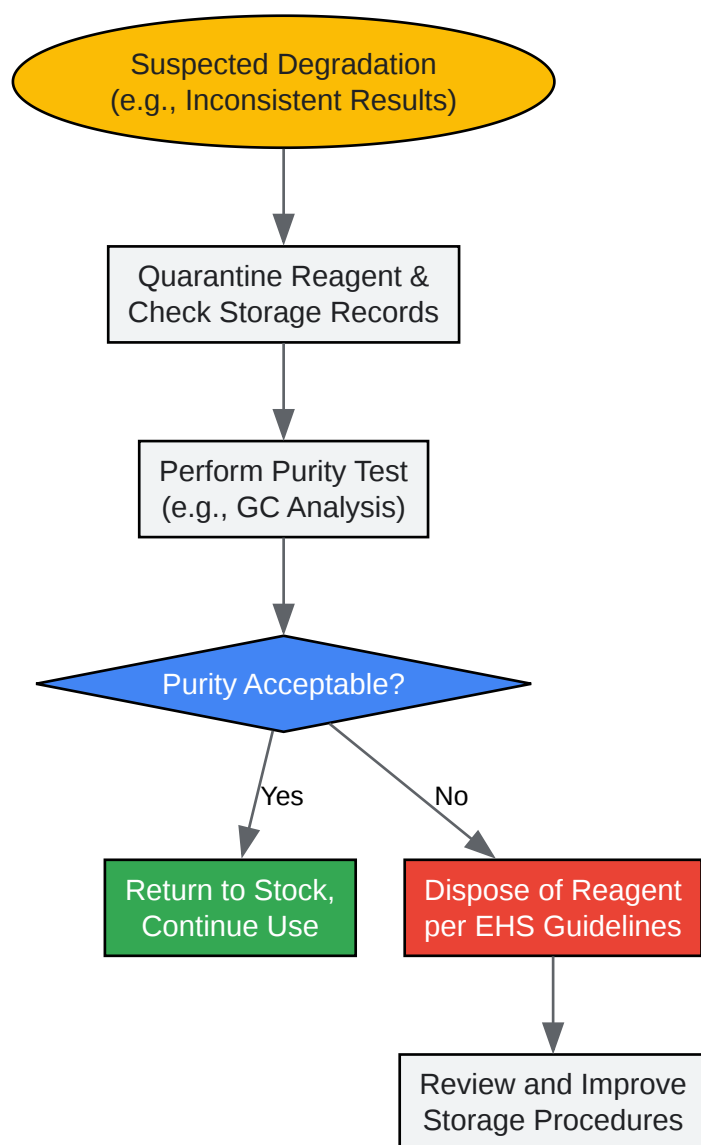 Suspected Degradation
(e.g., Inconsistent Results)
Quarantine Reagent &
Check Storage Records
Perform Purity Test
(e.g., GC Analysis)
Purity Acceptable?
Yes
No
Return to Stock,
Continue Use
Dispose of Reagent
per EHS Guidelines
Review and Improve
Storage Procedures